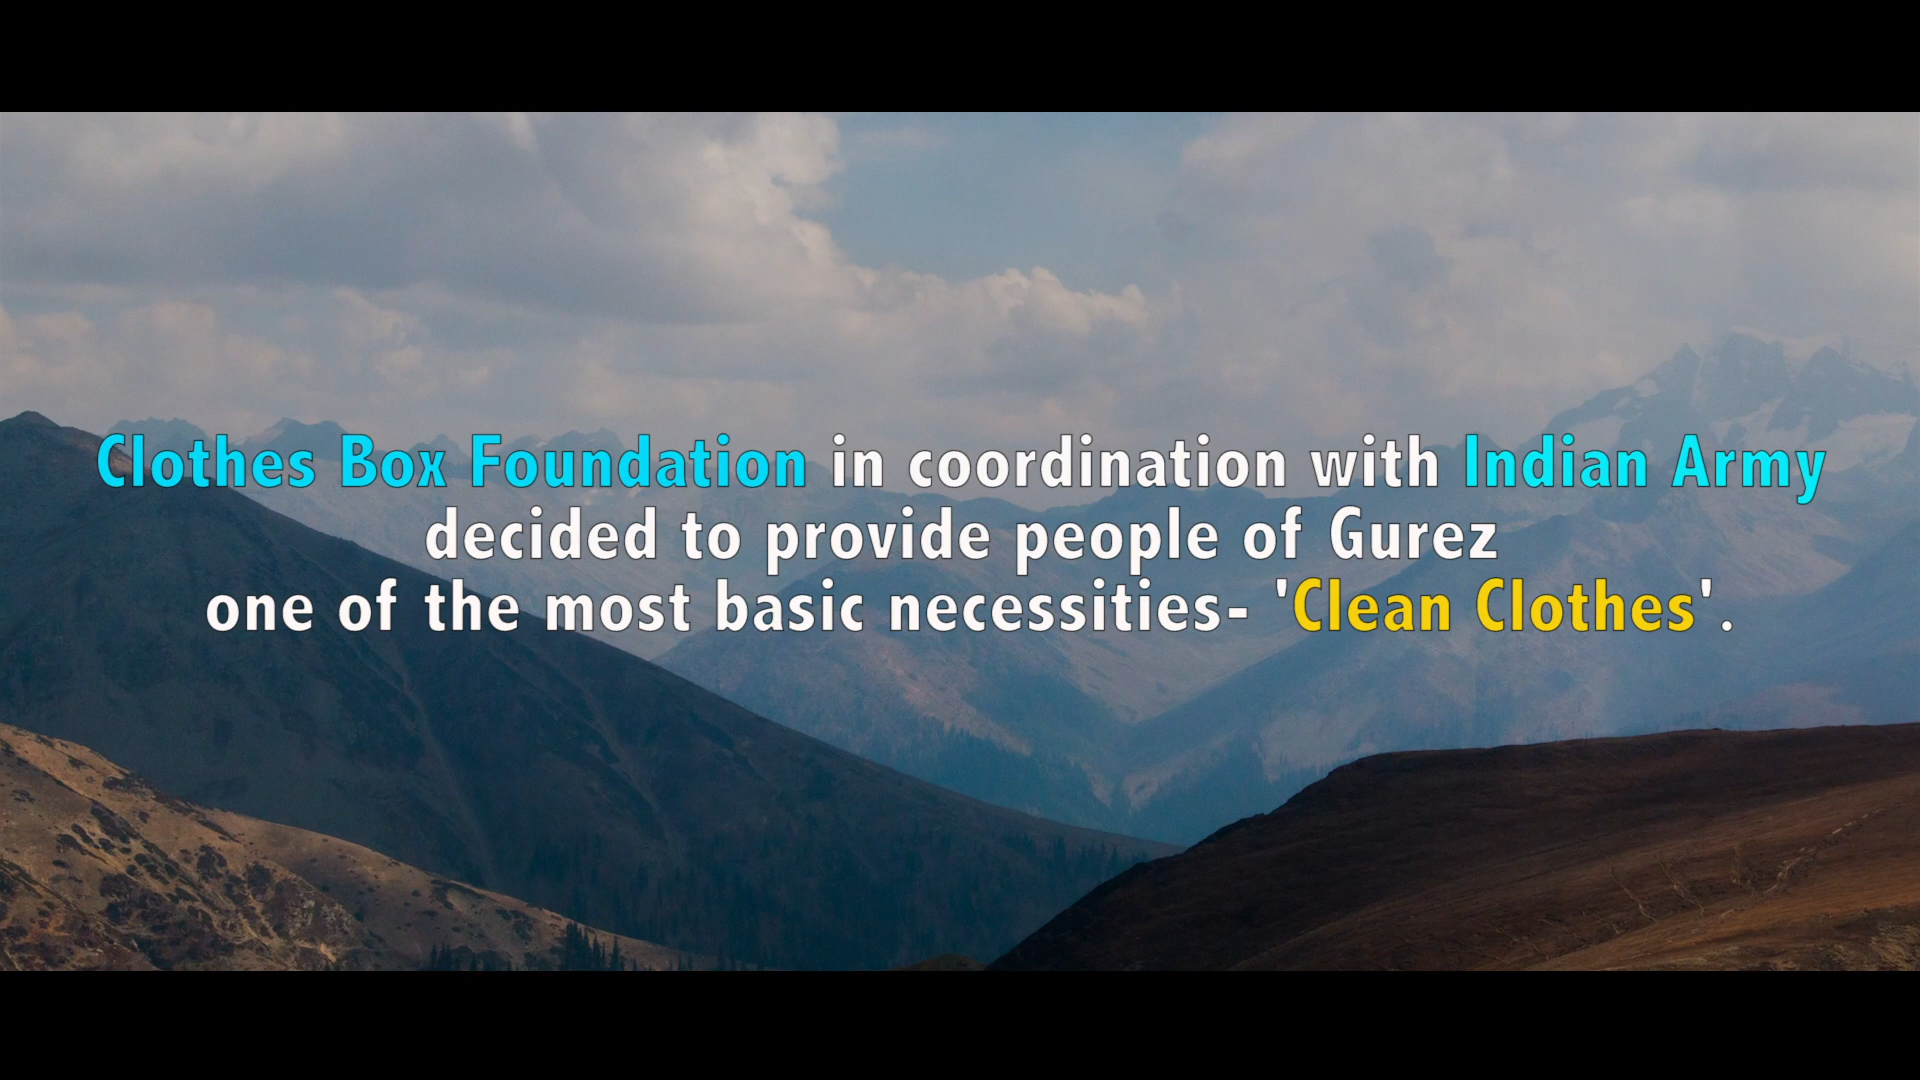 Clothes Box Foundation in coordination with Indian Army
decided to provide people of Gurez
one of the most basic necessities- 'Clean Clothes'.